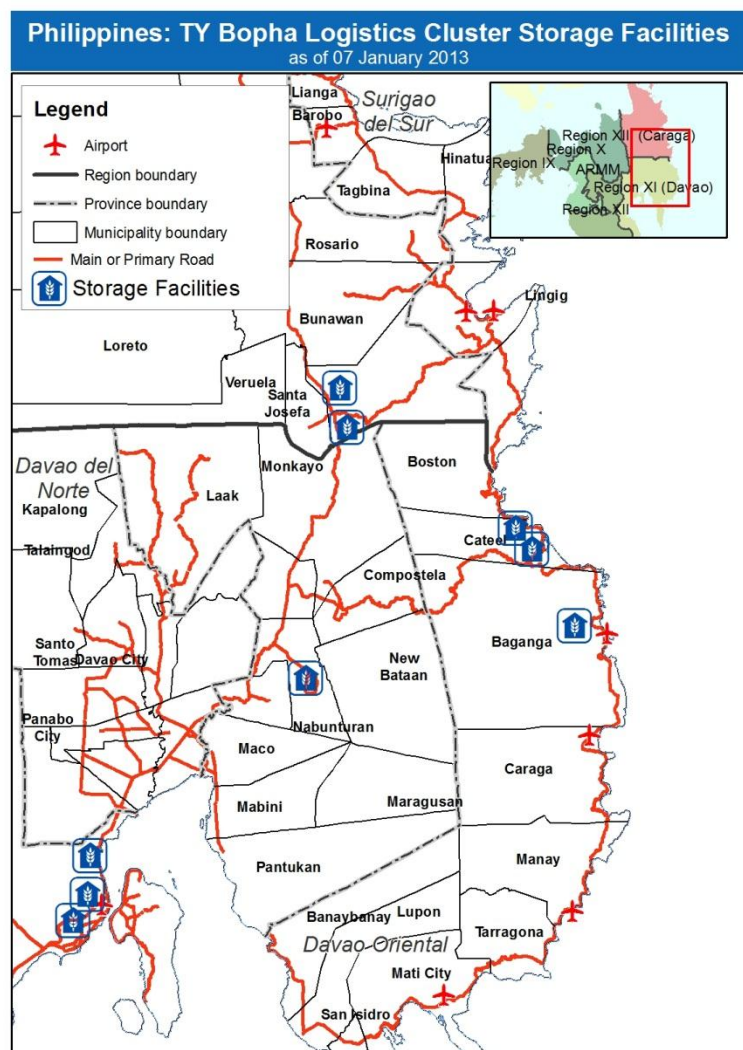 Philippines: TY Bopha Logistics Cluster Storage Facilities
as of 07 January 2013
Legend
Airport
Region boundary
Province boundary
Municipality boundary
Main or Primary Road
Storage Facilities
Lianga
Barobo
Surigao
del Sur
Hinatua
Tagbina
Region XII (Caraga)
Region X
Region IX
ARMM
Region XI (Davao)
Region XII
Rosario
Lingig
Bunawan
Loreto
Veruela
Santa
Josefa
Davao del
Norte
Monkayo
Boston
Laak
Kapalong
Talaingod
Cateel
Compostela
Santo
Tomas
Davao City
Baganga
New
Bataan
Panabo
City
Nabunturan
Maco
Caraga
Mabini
Maragusan
Pantukan
Manay
Banaybanay
Lupon
Tarragona
Davao Oriental
Mati City
San Isidro